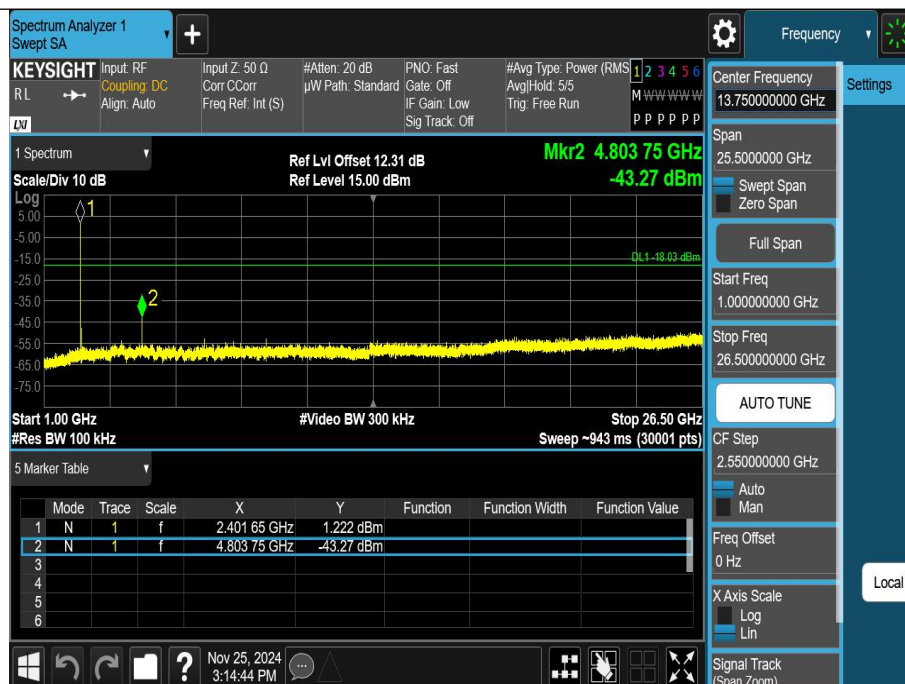 Spectrum Analyzer 1
Swept SA
+
Frequency
KEYSIGHT
RL
LXI
Input: RF
Coupling: DC
Align: Auto
Input Z: 50 Ω
Corr CCorr
Freq Ref: Int (S)
#Atten: 20 dB
µW Path: Standard
PNO: Fast
Gate: Off
IF Gain: Low
Sig Track: Off
#Avg Type: Power (RMS
Avg|Hold: 5/5
Trig: Free Run
1 2 3 4 5 6
M W W W W W
P P P P P P
1 Spectrum
Scale/Div 10 dB
Ref Lvl Offset 12.31 dB
Ref Level 15.00 dBm
Mkr2 4.803 75 GHz
-43.27 dBm
Log
5.00
-5.00
-15.0
-25.0
-35.0
-45.0
-55.0
-65.0
-75.0
1
2
DL1 -18.03 dBm
Start 1.00 GHz
#Res BW 100 kHz
#Video BW 300 kHz
Stop 26.50 GHz
Sweep ~943 ms (30001 pts)
5 Marker Table
Mode Trace Scale X Y Function Function Width Function Value
1 N 1 f 2.401 65 GHz 1.222 dBm
2 N 1 f 4.803 75 GHz -43.27 dBm
3
4
5
6
Center Frequency
13.750000000 GHz
Settings
Span
25.5000000 GHz
Swept Span
Zero Span
Full Span
Start Freq
1.000000000 GHz
Stop Freq
26.500000000 GHz
AUTO TUNE
CF Step
2.550000000 GHz
Auto
Man
Freq Offset
0 Hz
X Axis Scale
Log
Lin
Local
Signal Track
(Span Zoom)
?
Nov 25, 2024
3:14:44 PM